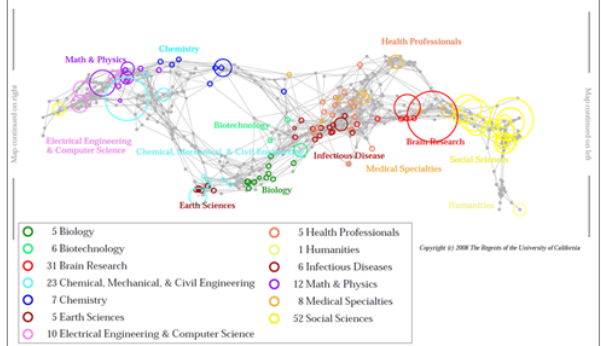 Map continued on right
Math & Physics
Chemistry
Health Professionals
Map continued on left
Electrical Engineering
& Computer Science
Biotechnology
Chemical, Mechanical, & Civil Engineering
Infectious Disease
Brain Research
Social Sciences
Medical Specialties
Biology
Earth Sciences
Humanities
Copyright (c) 2008 The Regents of the University of California
5 Biology
6 Biotechnology
31 Brain Research
23 Chemical, Mechanical, & Civil Engineering
7 Chemistry
5 Earth Sciences
10 Electrical Engineering & Computer Science
5 Health Professionals
1 Humanities
6 Infectious Diseases
12 Math & Physics
8 Medical Specialties
52 Social Sciences